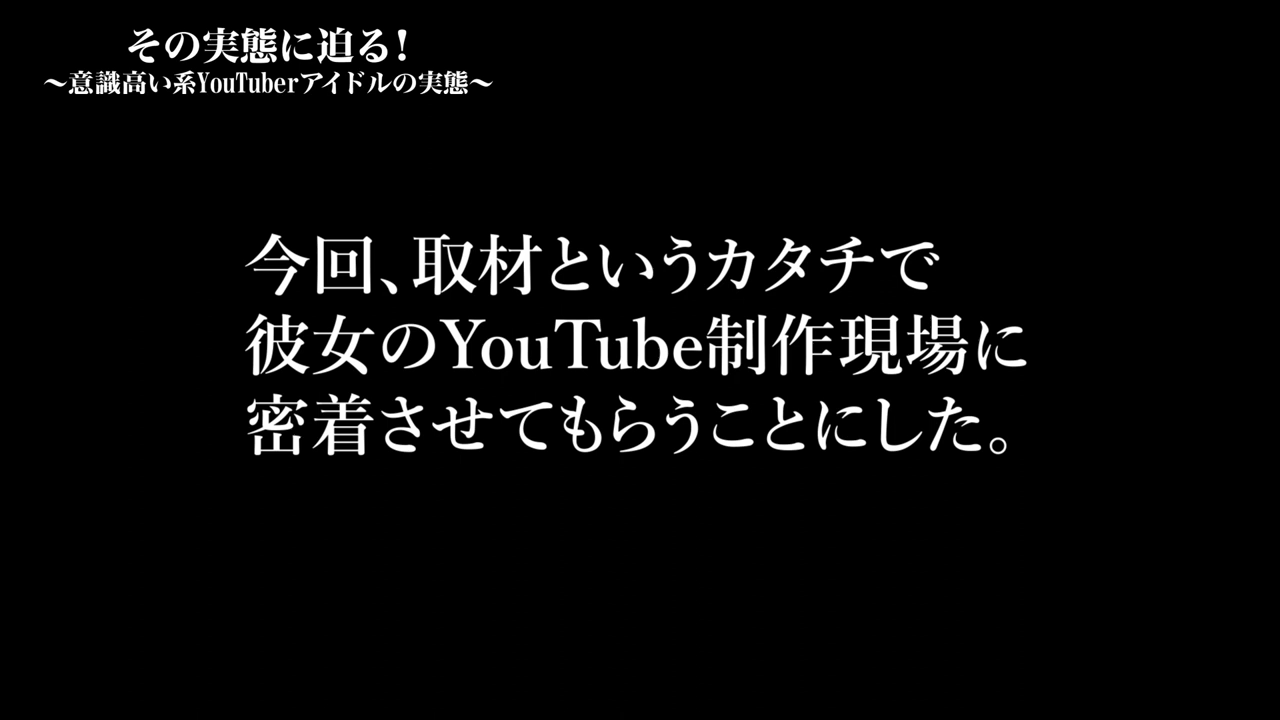 その実態に迫る！
～意識高い系YouTuberアイドルの実態～
今回、取材というカタチで
彼女のYouTube制作現場に
密着させてもらうことにした。